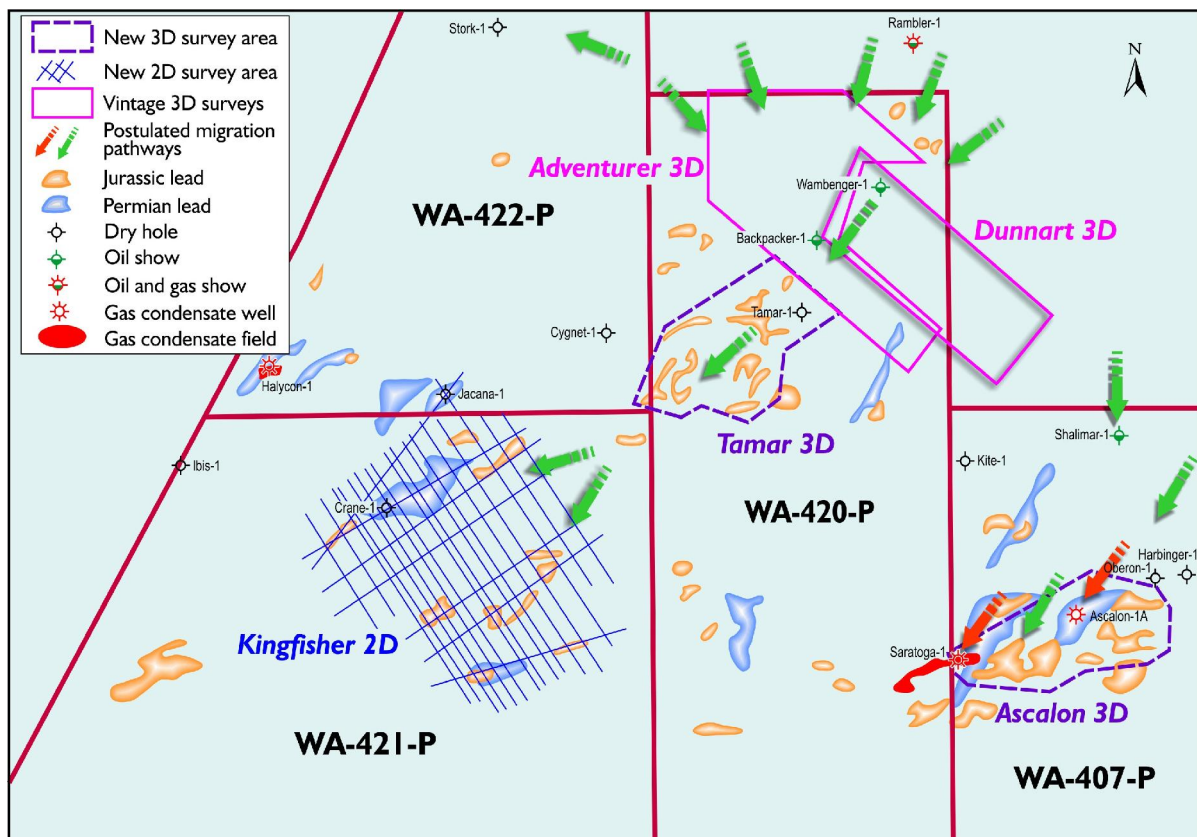 New 3D survey area
New 2D survey area
Vintage 3D surveys
Postulated migration
pathways
Jurassic lead
Permian lead
Dry hole
Oil show
Oil and gas show
Gas condensate well
Gas condensate field
Stork-1
Rambler-1
N
Adventurer 3D
Wambenger-1
WA-422-P
Backpacker-1
Dunnart 3D
Tamar-1
Cygnet-1
Halycon-1
Jacana-1
Tamar 3D
Shalimar-1
Ibis-1
Kite-1
Crane-1
WA-420-P
Harbinger-1
Oberon-1
Ascalon-1A
Kingfisher 2D
Saratoga-1
Ascalon 3D
WA-421-P
WA-407-P